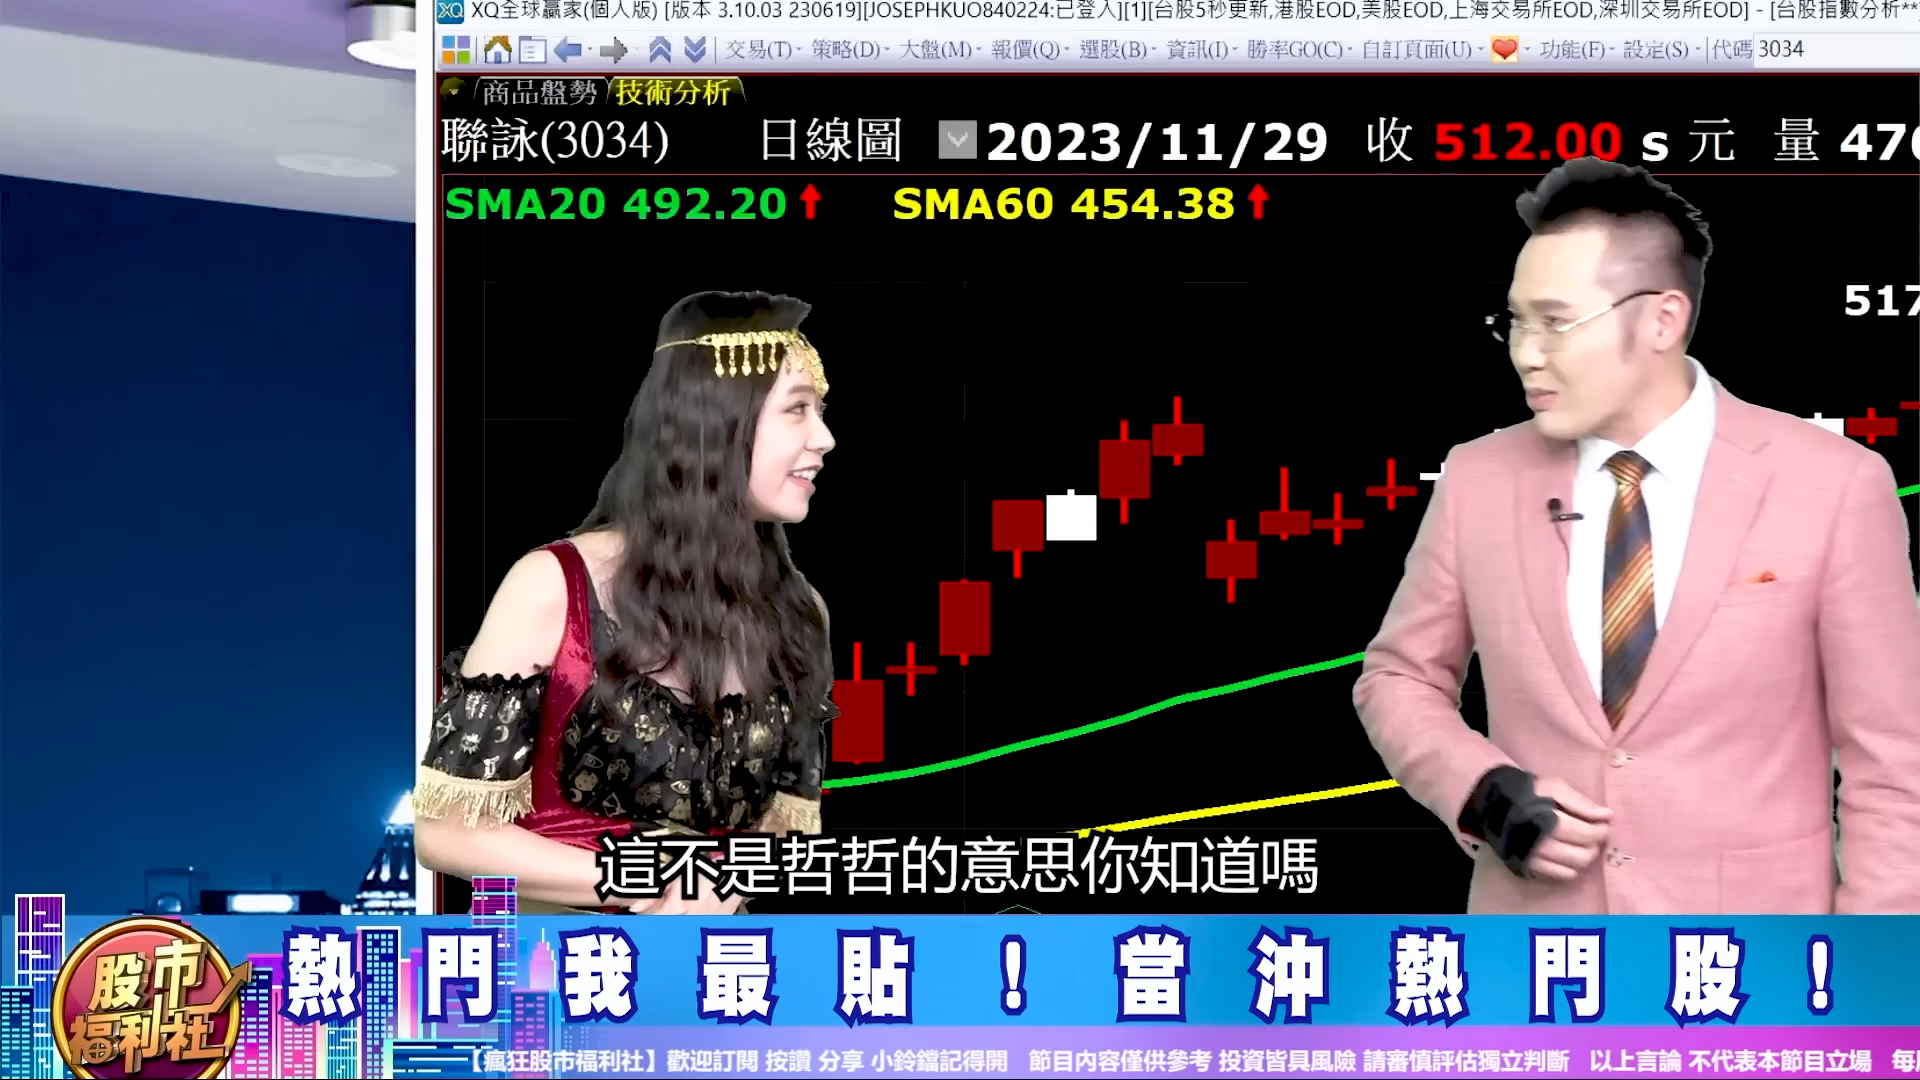 XQ全球贏家(個人版) [版本 3.10.03 230619][JOSEPHKUO840224:已登入][1][台股5秒更新,港股EOD,美股EOD,上海交易所EOD,深圳交易所EOD] - [台股指數分析**
交易(T) 策略(D) 大盤(M) 報價(Q) 選股(B) 資訊(I) 勝率GO(C) 自訂頁面(U) 功能(F) 設定(S) 代碼 3034
商品盤勢 技術分析
聯詠(3034) 日線圖 2023/11/29 收 512.00 s 元 量 476
SMA20 492.20↑ SMA60 454.38↑
517
這不是哲哲的意思你知道嗎
股市福利社
熱門我最貼！當沖熱門股！
【瘋狂股市福利社】歡迎訂閱 按讚 分享 小鈴鐺記得開 節目內容僅供參考 投資皆具風險 請審慎評估獨立判斷 以上言論 不代表本節目立場 每